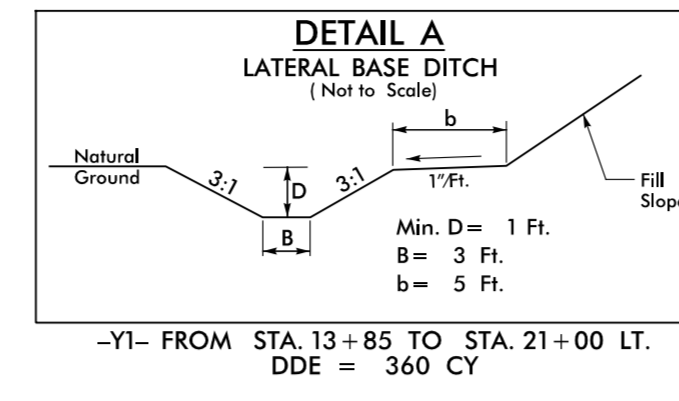 DETAIL A
LATERAL BASE DITCH
( Not to Scale)
b
Natural
Ground
3:1
D
3:1
1"/Ft.
Fill
Slope
B
Min. D= 1 Ft.
B= 3 Ft.
b= 5 Ft.
-Y1- FROM STA. 13+85 TO STA. 21+00 LT.
DDE = 360 CY